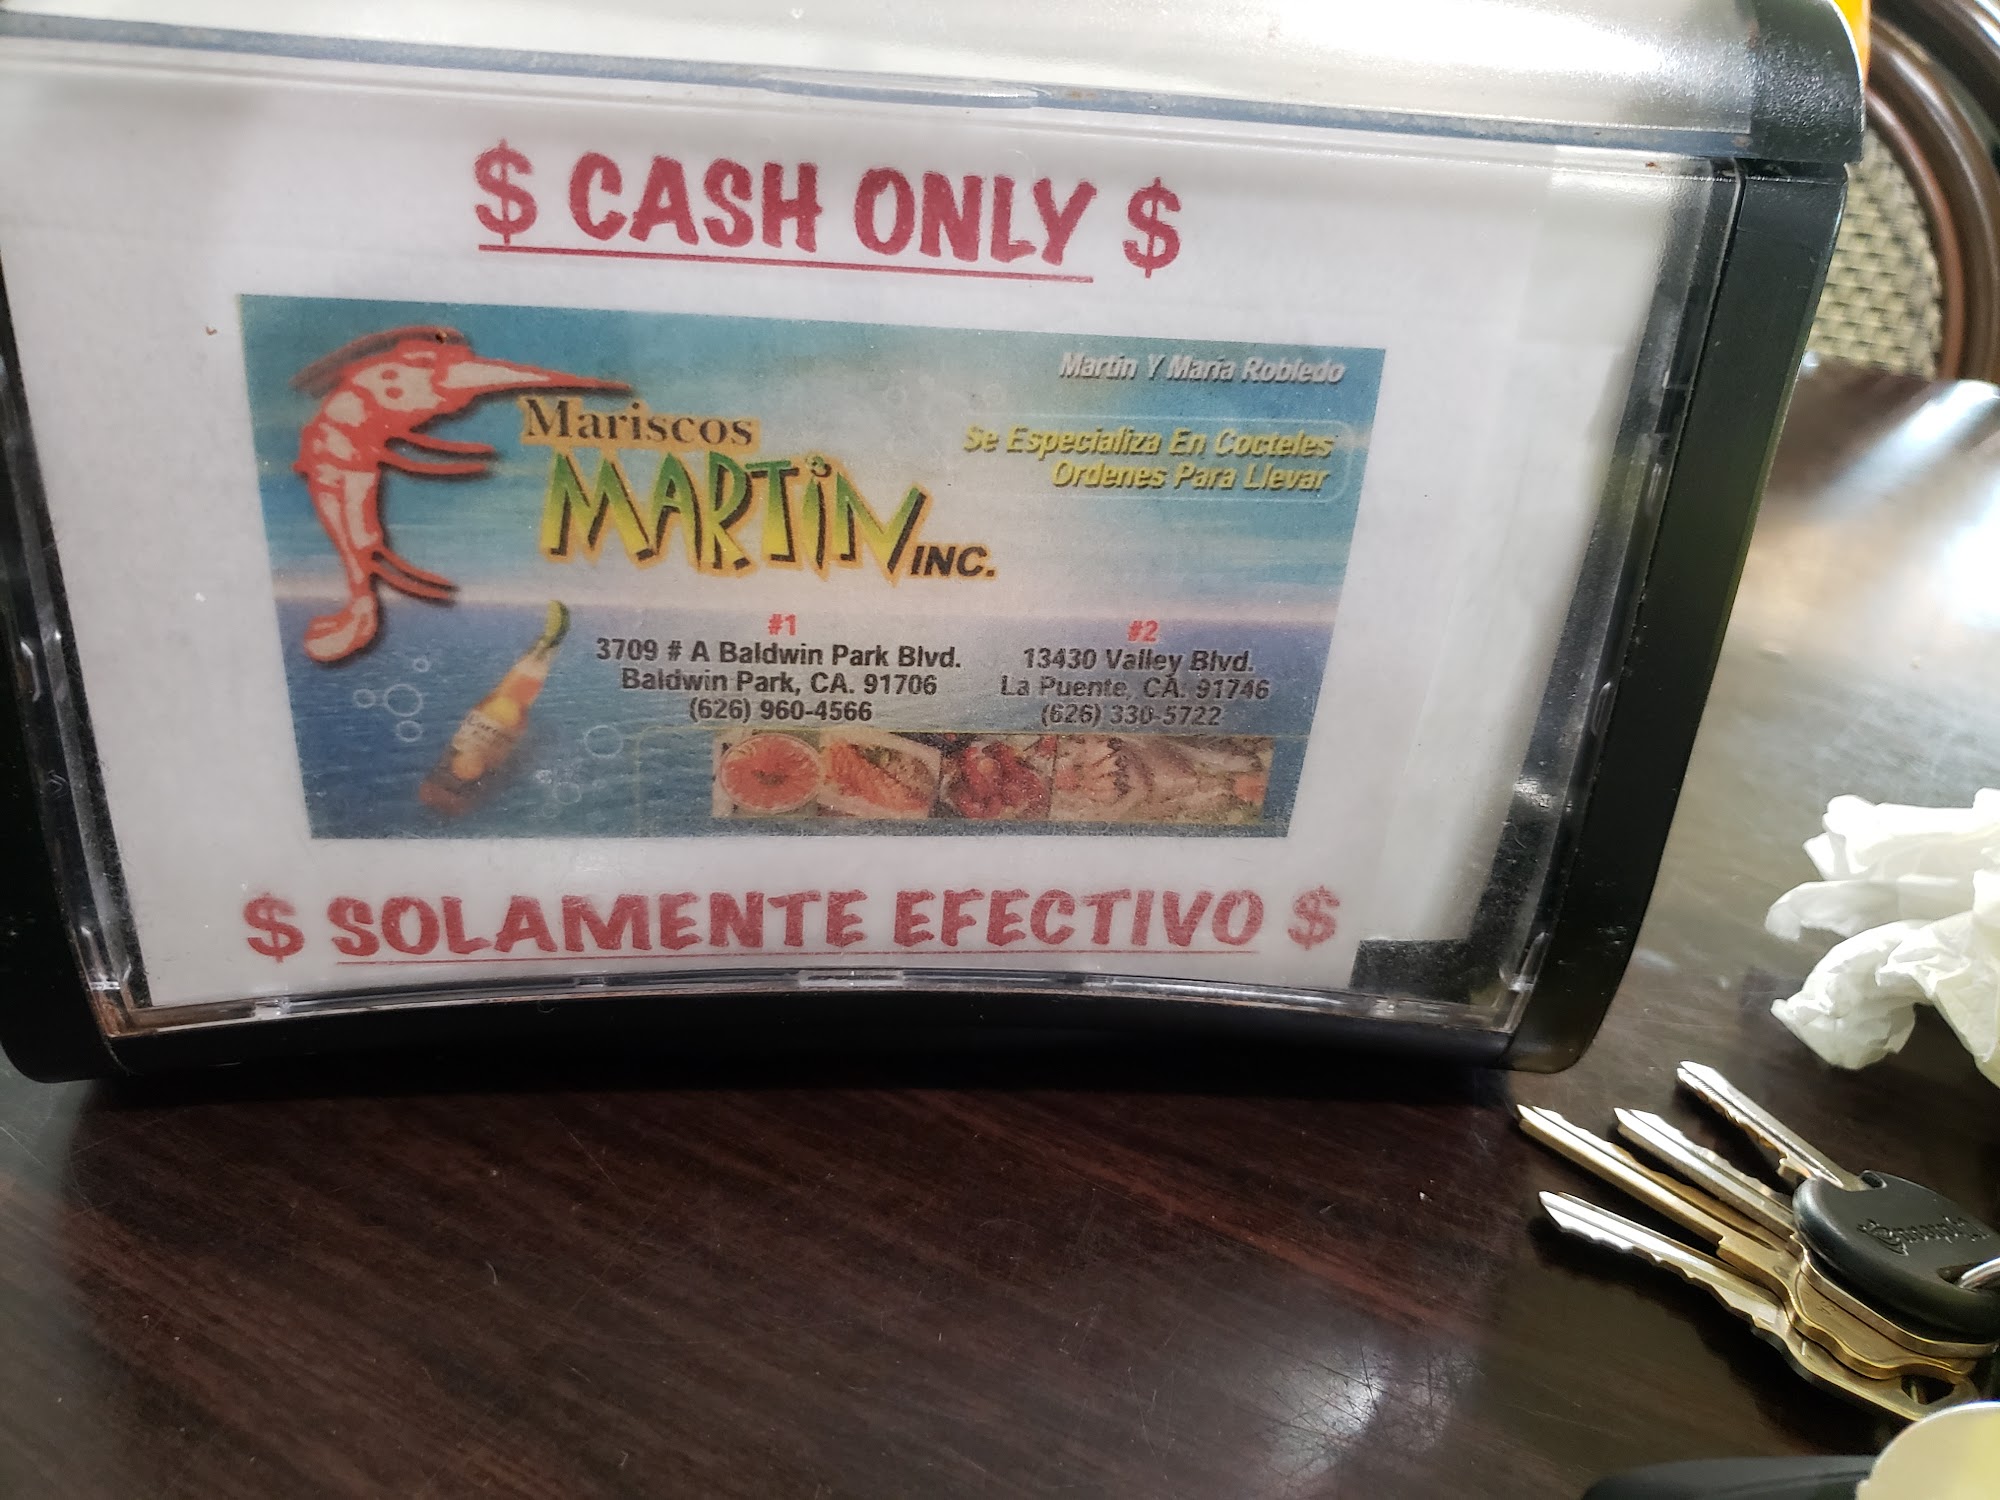 $ CASH ONLY $
Martin Y Maria Robledo
Mariscos
MARTIN INC.
Se Especializa En Cocteles
Ordenes Para Llevar
#1
3709 # A Baldwin Park Blvd.
Baldwin Park, CA. 91706
(626) 960-4566
#2
13430 Valley Blvd.
La Puente, CA. 91746
(626) 330-5722
$ SOLAMENTE EFECTIVO $